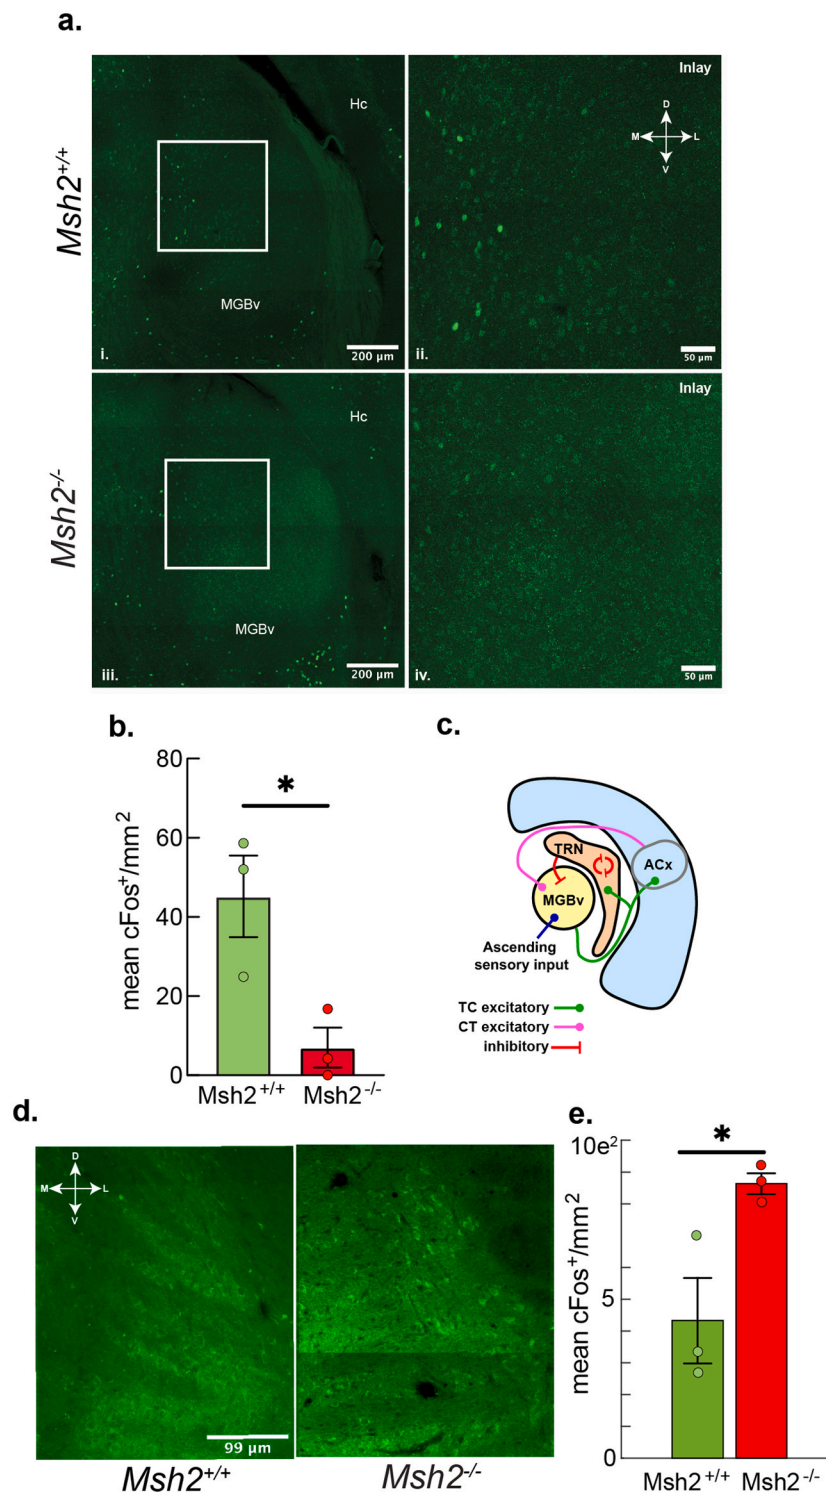 a.
Msh2+/+
Hc
MGBv
i.
200 µm
Inlay
D
M L
V
ii.
50 µm
Msh2-/-
Hc
MGBv
iii.
200 µm
Inlay
iv.
50 µm
b.
mean cFos+/mm2
80
60
40
20
0
*
Msh2+/+ Msh2-/-
c.
TRN
ACx
MGBv
Ascending
sensory input
TC excitatory
CT excitatory
inhibitory
d.
D
M L
V
99 µm
Msh2+/+ Msh2-/-
e.
mean cFos+/mm2
10e2
5
0
*
Msh2+/+ Msh2-/-